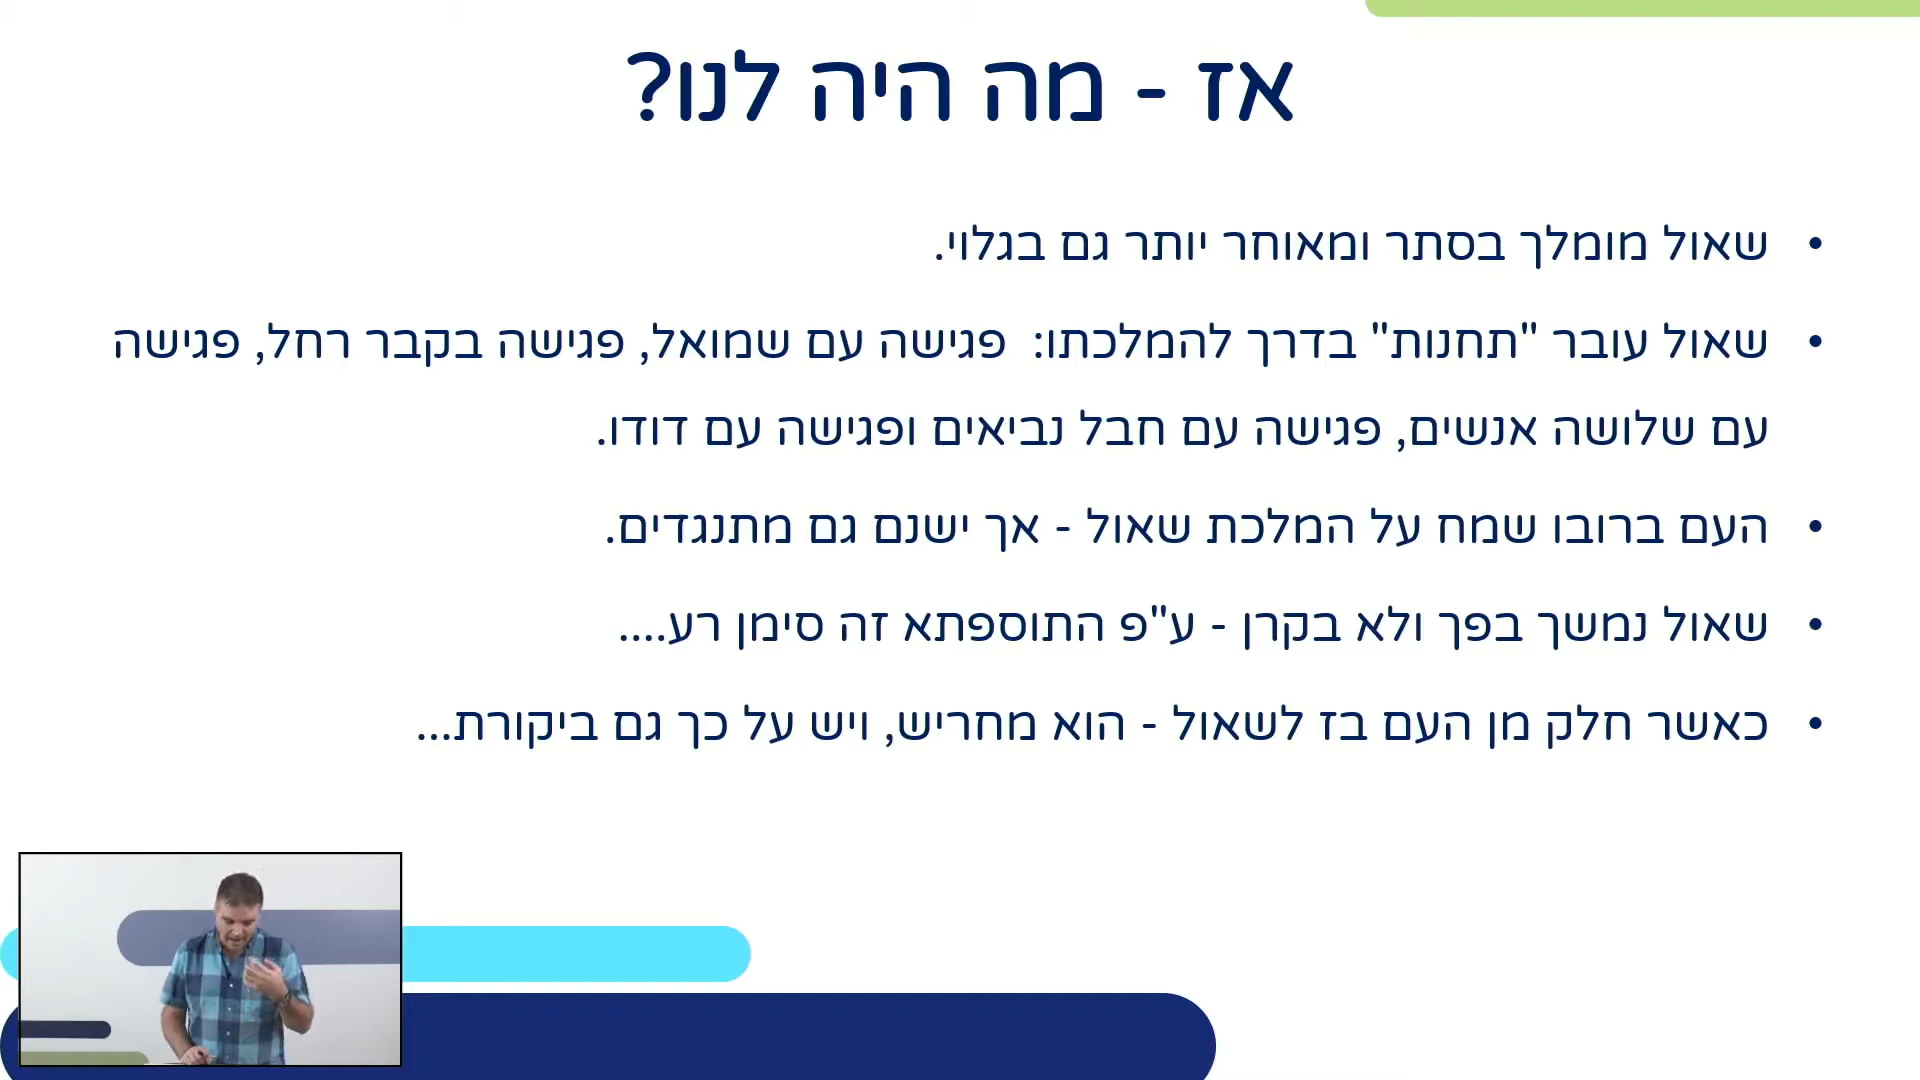 אז - מה היה לנו?
• שאול מומלך בסתר ומאוחר יותר גם בגלוי.
• שאול עובר "תחנות" בדרך להמלכתו:  פגישה עם שמואל, פגישה בקבר רחל, פגישה
עם שלושה אנשים, פגישה עם חבל נביאים ופגישה עם דודו.
• העם ברובו שמח על המלכת שאול - אך ישנם גם מתנגדים.
• שאול נמשך בפך ולא בקרן - ע"פ התוספתא זה סימן רע....
• כאשר חלק מן העם בז לשאול - הוא מחריש, ויש על כך גם ביקורת...